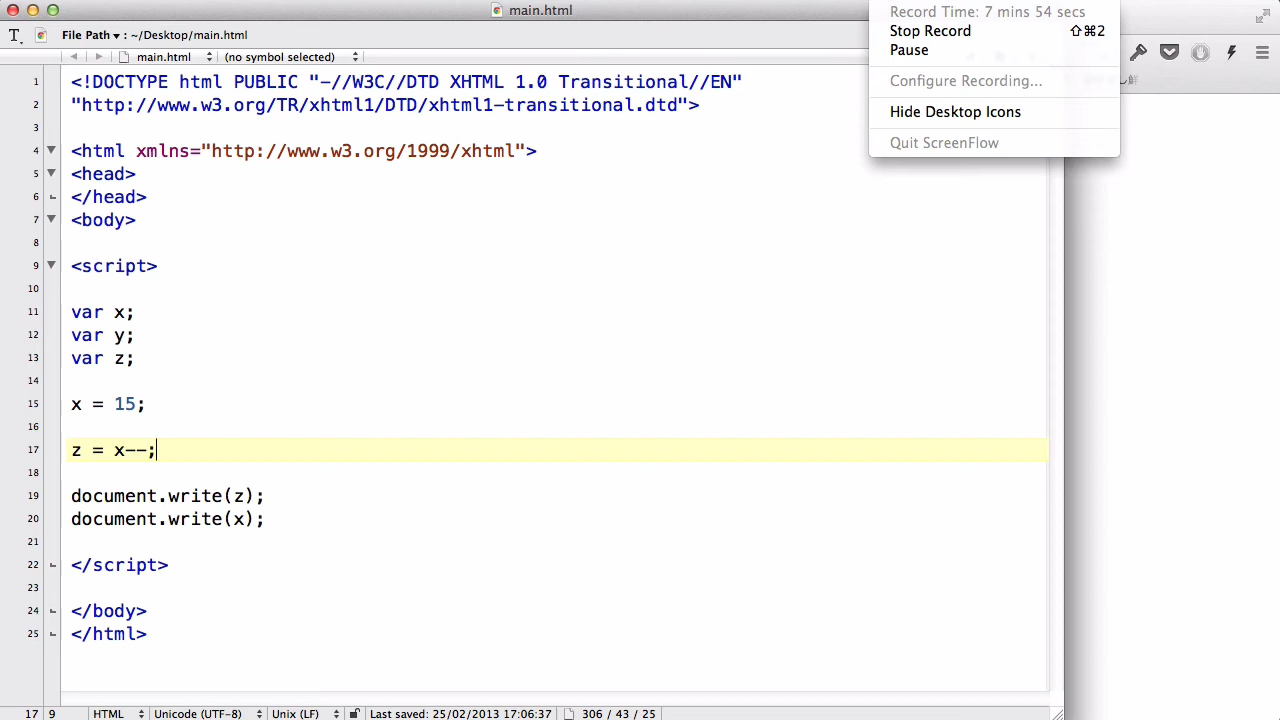 main.html
File Path ▾ : ~/Desktop/main.html
main.html (no symbol selected)
Record Time: 7 mins 54 secs
Stop Record ⇧⌘2
Pause
Configure Recording...
Hide Desktop Icons
Quit ScreenFlow
1 <!DOCTYPE html PUBLIC "-//W3C//DTD XHTML 1.0 Transitional//EN"
2 "http://www.w3.org/TR/xhtml1/DTD/xhtml1-transitional.dtd">
3
4 <html xmlns="http://www.w3.org/1999/xhtml">
5 <head>
6 </head>
7 <body>
8
9 <script>
10
11 var x;
12 var y;
13 var z;
14
15 x = 15;
16
17 z = x--;
18
19 document.write(z);
20 document.write(x);
21
22 </script>
23
24 </body>
25 </html>
17 9 HTML Unicode (UTF-8) Unix (LF) Last saved: 25/02/2013 17:06:37 306 / 43 / 25